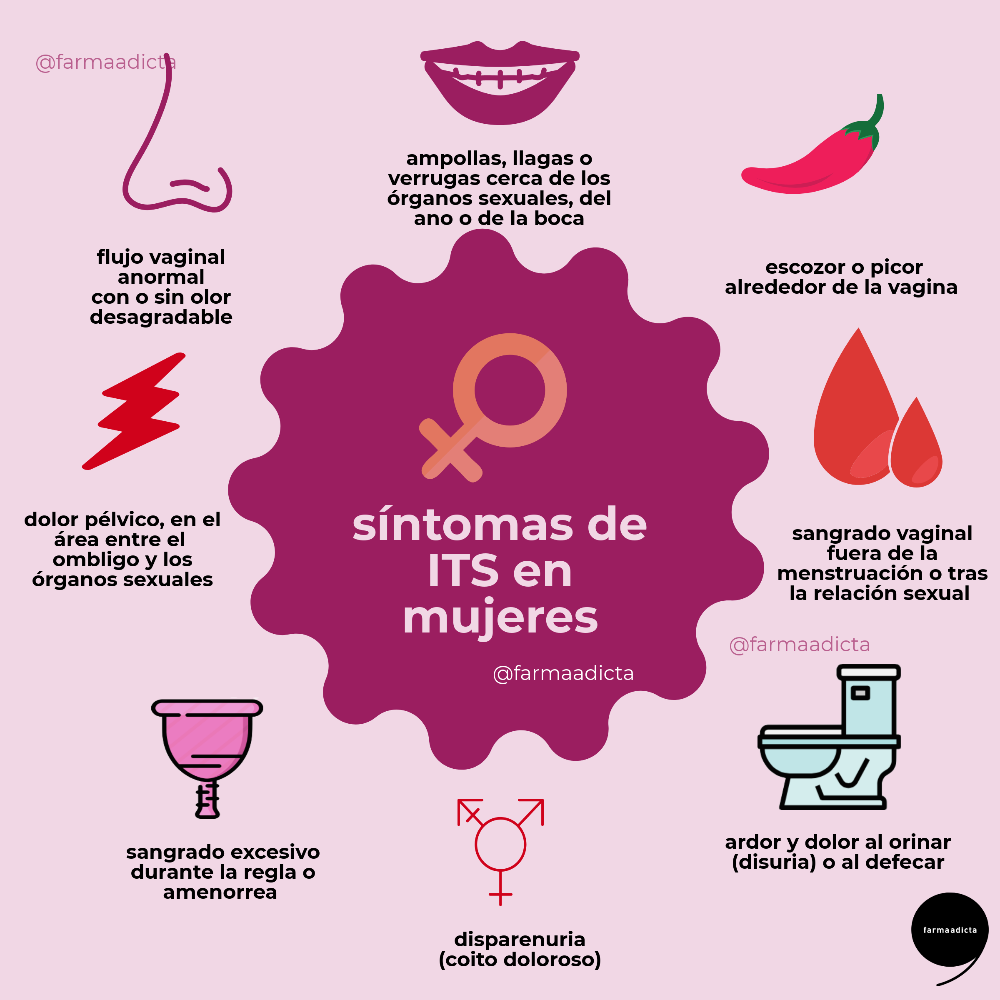 @farmaadicta
ampollas, llagas o
verrugas cerca de los
órganos sexuales, del
ano o de la boca
flujo vaginal
anormal
con o sin olor
desagradable
escozor o picor
alrededor de la vagina
síntomas de
ITS en
mujeres
@farmaadicta
dolor pélvico, en el
área entre el
ombligo y los
órganos sexuales
sangrado vaginal
fuera de la
menstruación o tras
la relación sexual
@farmaadicta
sangrado excesivo
durante la regla o
amenorrea
ardor y dolor al orinar
(disuria) o al defecar
disparenuria
(coito doloroso)
farmaadicta